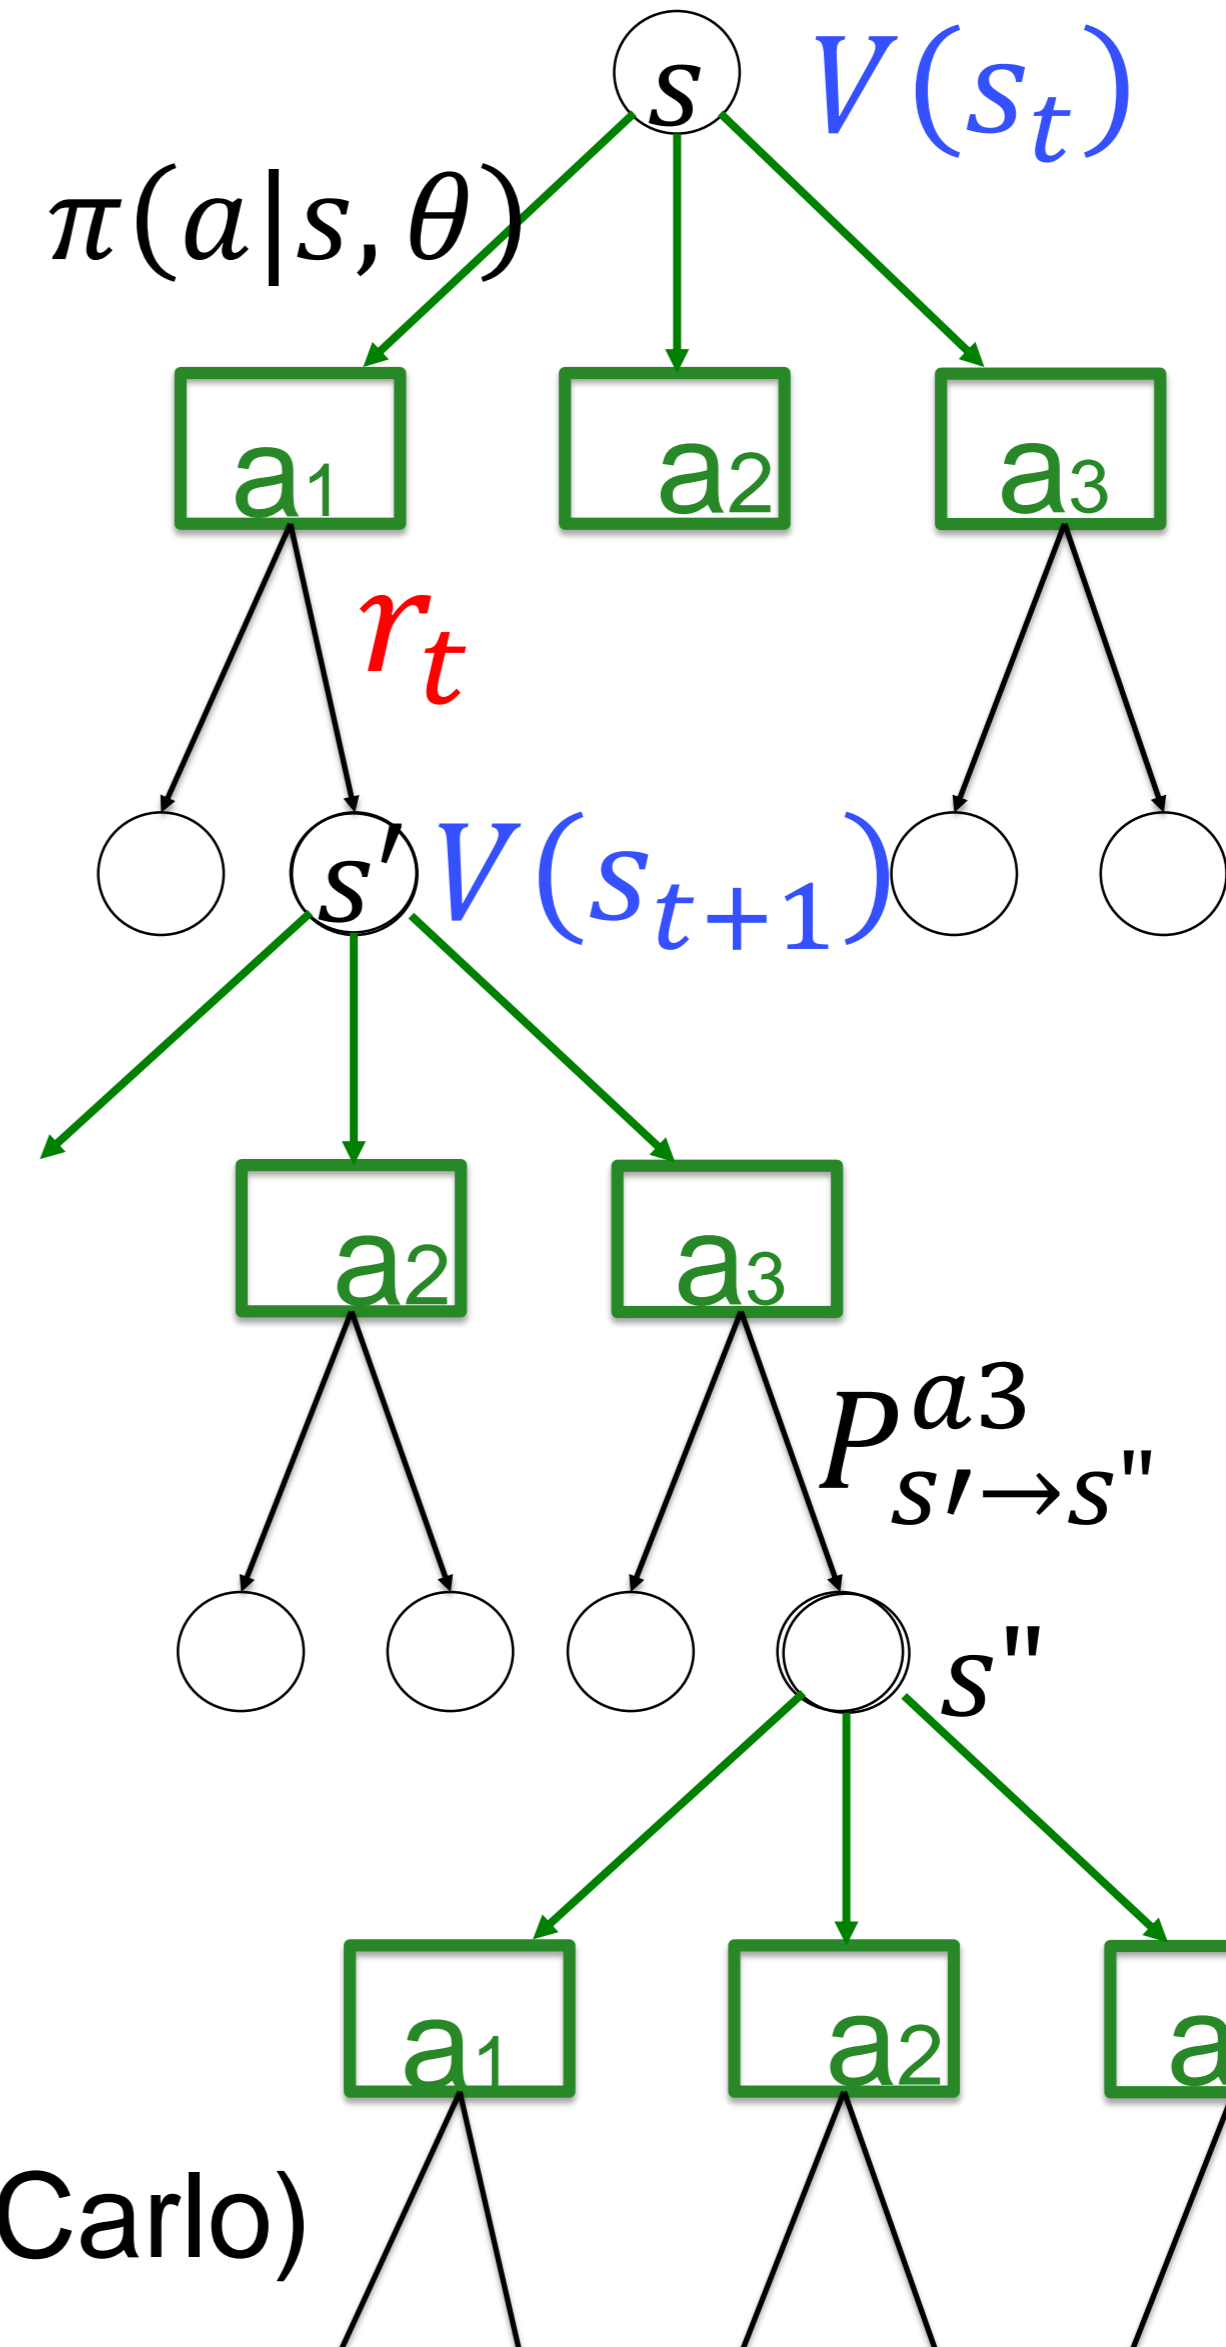 s V(s_t)
π(a|s, θ)
a1 a2 a3
r_t
s′ V(s_{t+1})
a2 a3
P^{a3}_{s′→s"}
s"
a1 a2 a
Carlo)